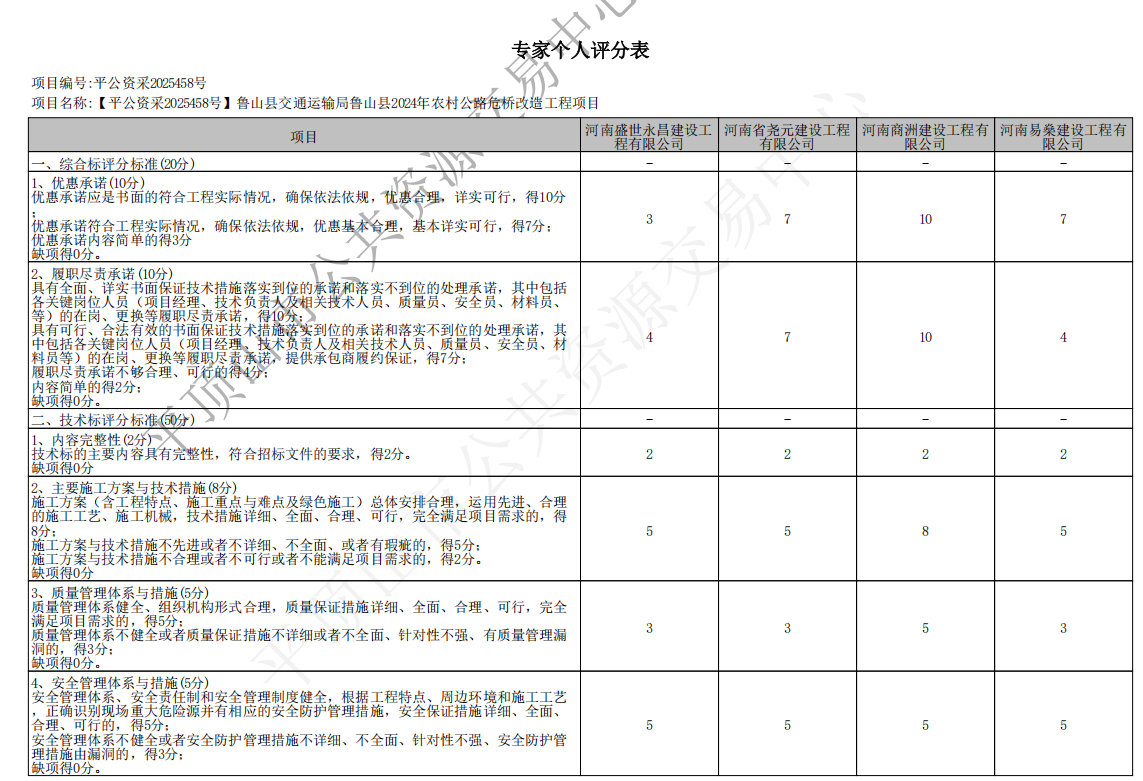 专家个人评分表
项目编号:平公资采2025458号
项目名称:【平公资采2025458号】鲁山县交通运输局鲁山县2024年农村公路危桥改造工程项目
项目 河南盛世永昌建设工程有限公司 河南省尧元建设工程有限公司 河南商洲建设工程有限公司 河南易燊建设工程有限公司
一、综合标评分标准(20分) - - - -
1、优惠承诺(10分)
优惠承诺应是书面的符合工程实际情况，确保依法依规，优惠合理，详实可行，得10分
；
优惠承诺符合工程实际情况，确保依法依规，优惠基本合理，基本详实可行，得7分；
优惠承诺内容简单的得3分
缺项得0分。
3 7 10 7
2、履职尽责承诺(10分)
具有全面、详实书面保证技术措施落实到位的承诺和落实不到位的处理承诺，其中包括
各关键岗位人员（项目经理、技术负责人及相关技术人员、质量员、安全员、材料员、
等）的在岗、更换等履职尽责承诺，得10分；
具有可行、合法有效的书面保证技术措施落实到位的承诺和落实不到位的处理承诺，其
中包括各关键岗位人员（项目经理、技术负责人及相关技术人员、质量员、安全员、材
料员等）的在岗、更换等履职尽责承诺，提供承包商履约保证，得7分；
履职尽责承诺不够合理、可行的得4分；
内容简单的得2分；
缺项得0分。
4 7 10 4
二、技术标评分标准(50分) - - - -
1、内容完整性(2分)
技术标的主要内容具有完整性，符合招标文件的要求，得2分。
缺项得0分
2 2 2 2
2、主要施工方案与技术措施(8分)
施工方案（含工程特点、施工重点与难点及绿色施工）总体安排合理，运用先进、合理
的施工工艺、施工机械，技术措施详细、全面、合理、可行，完全满足项目需求的，得
8分；
施工方案与技术措施不先进或者不详细、不全面、或者有瑕疵的，得5分；
施工方案与技术措施不合理或者不可行或者不能满足项目需求的，得2分。
缺项得0分
5 5 8 5
3、质量管理体系与措施(5分)
质量管理体系健全、组织机构形式合理，质量保证措施详细、全面、合理、可行，完全
满足项目需求的，得5分；
质量管理体系不健全或者质量保证措施不详细或者不全面、针对性不强、有质量管理漏
洞的，得3分；
缺项得0分。
3 3 5 3
4、安全管理体系与措施(5分)
安全管理体系、安全责任制和安全管理制度健全，根据工程特点、周边环境和施工工艺
，正确识别现场重大危险源并有相应的安全防护管理措施，安全保证措施详细、全面、
合理、可行的，得5分；
安全管理体系不健全或者安全防护管理措施不详细、不全面、针对性不强、安全防护管
理措施由漏洞的，得3分；
缺项得0分。
5 5 5 5
平顶山市公共资源交易中心
平顶山市公共资源交易中心